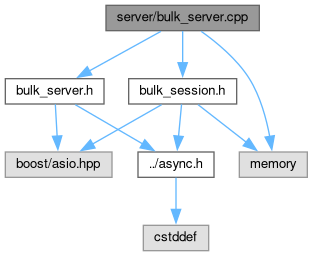 server/bulk_server.cpp
bulk_server.h
bulk_session.h
boost/asio.hpp
../async.h
memory
cstddef